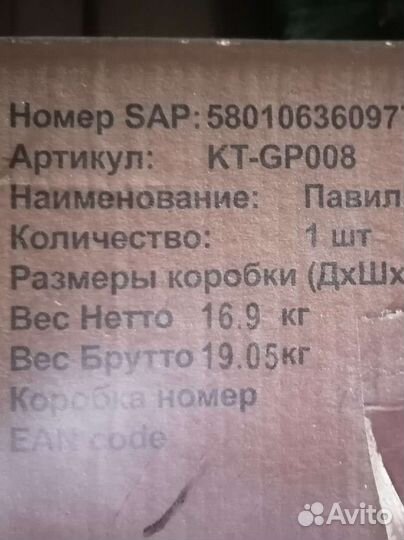 Номер SAP: 580106360977
Артикул: KT-GP008
Наименование: Павил
Количество: 1 шт
Размеры коробки (ДхШх
Вес Нетто 16.9 кг
Вес Брутто 19.05кг
Коробка номер
EAN code
Avito